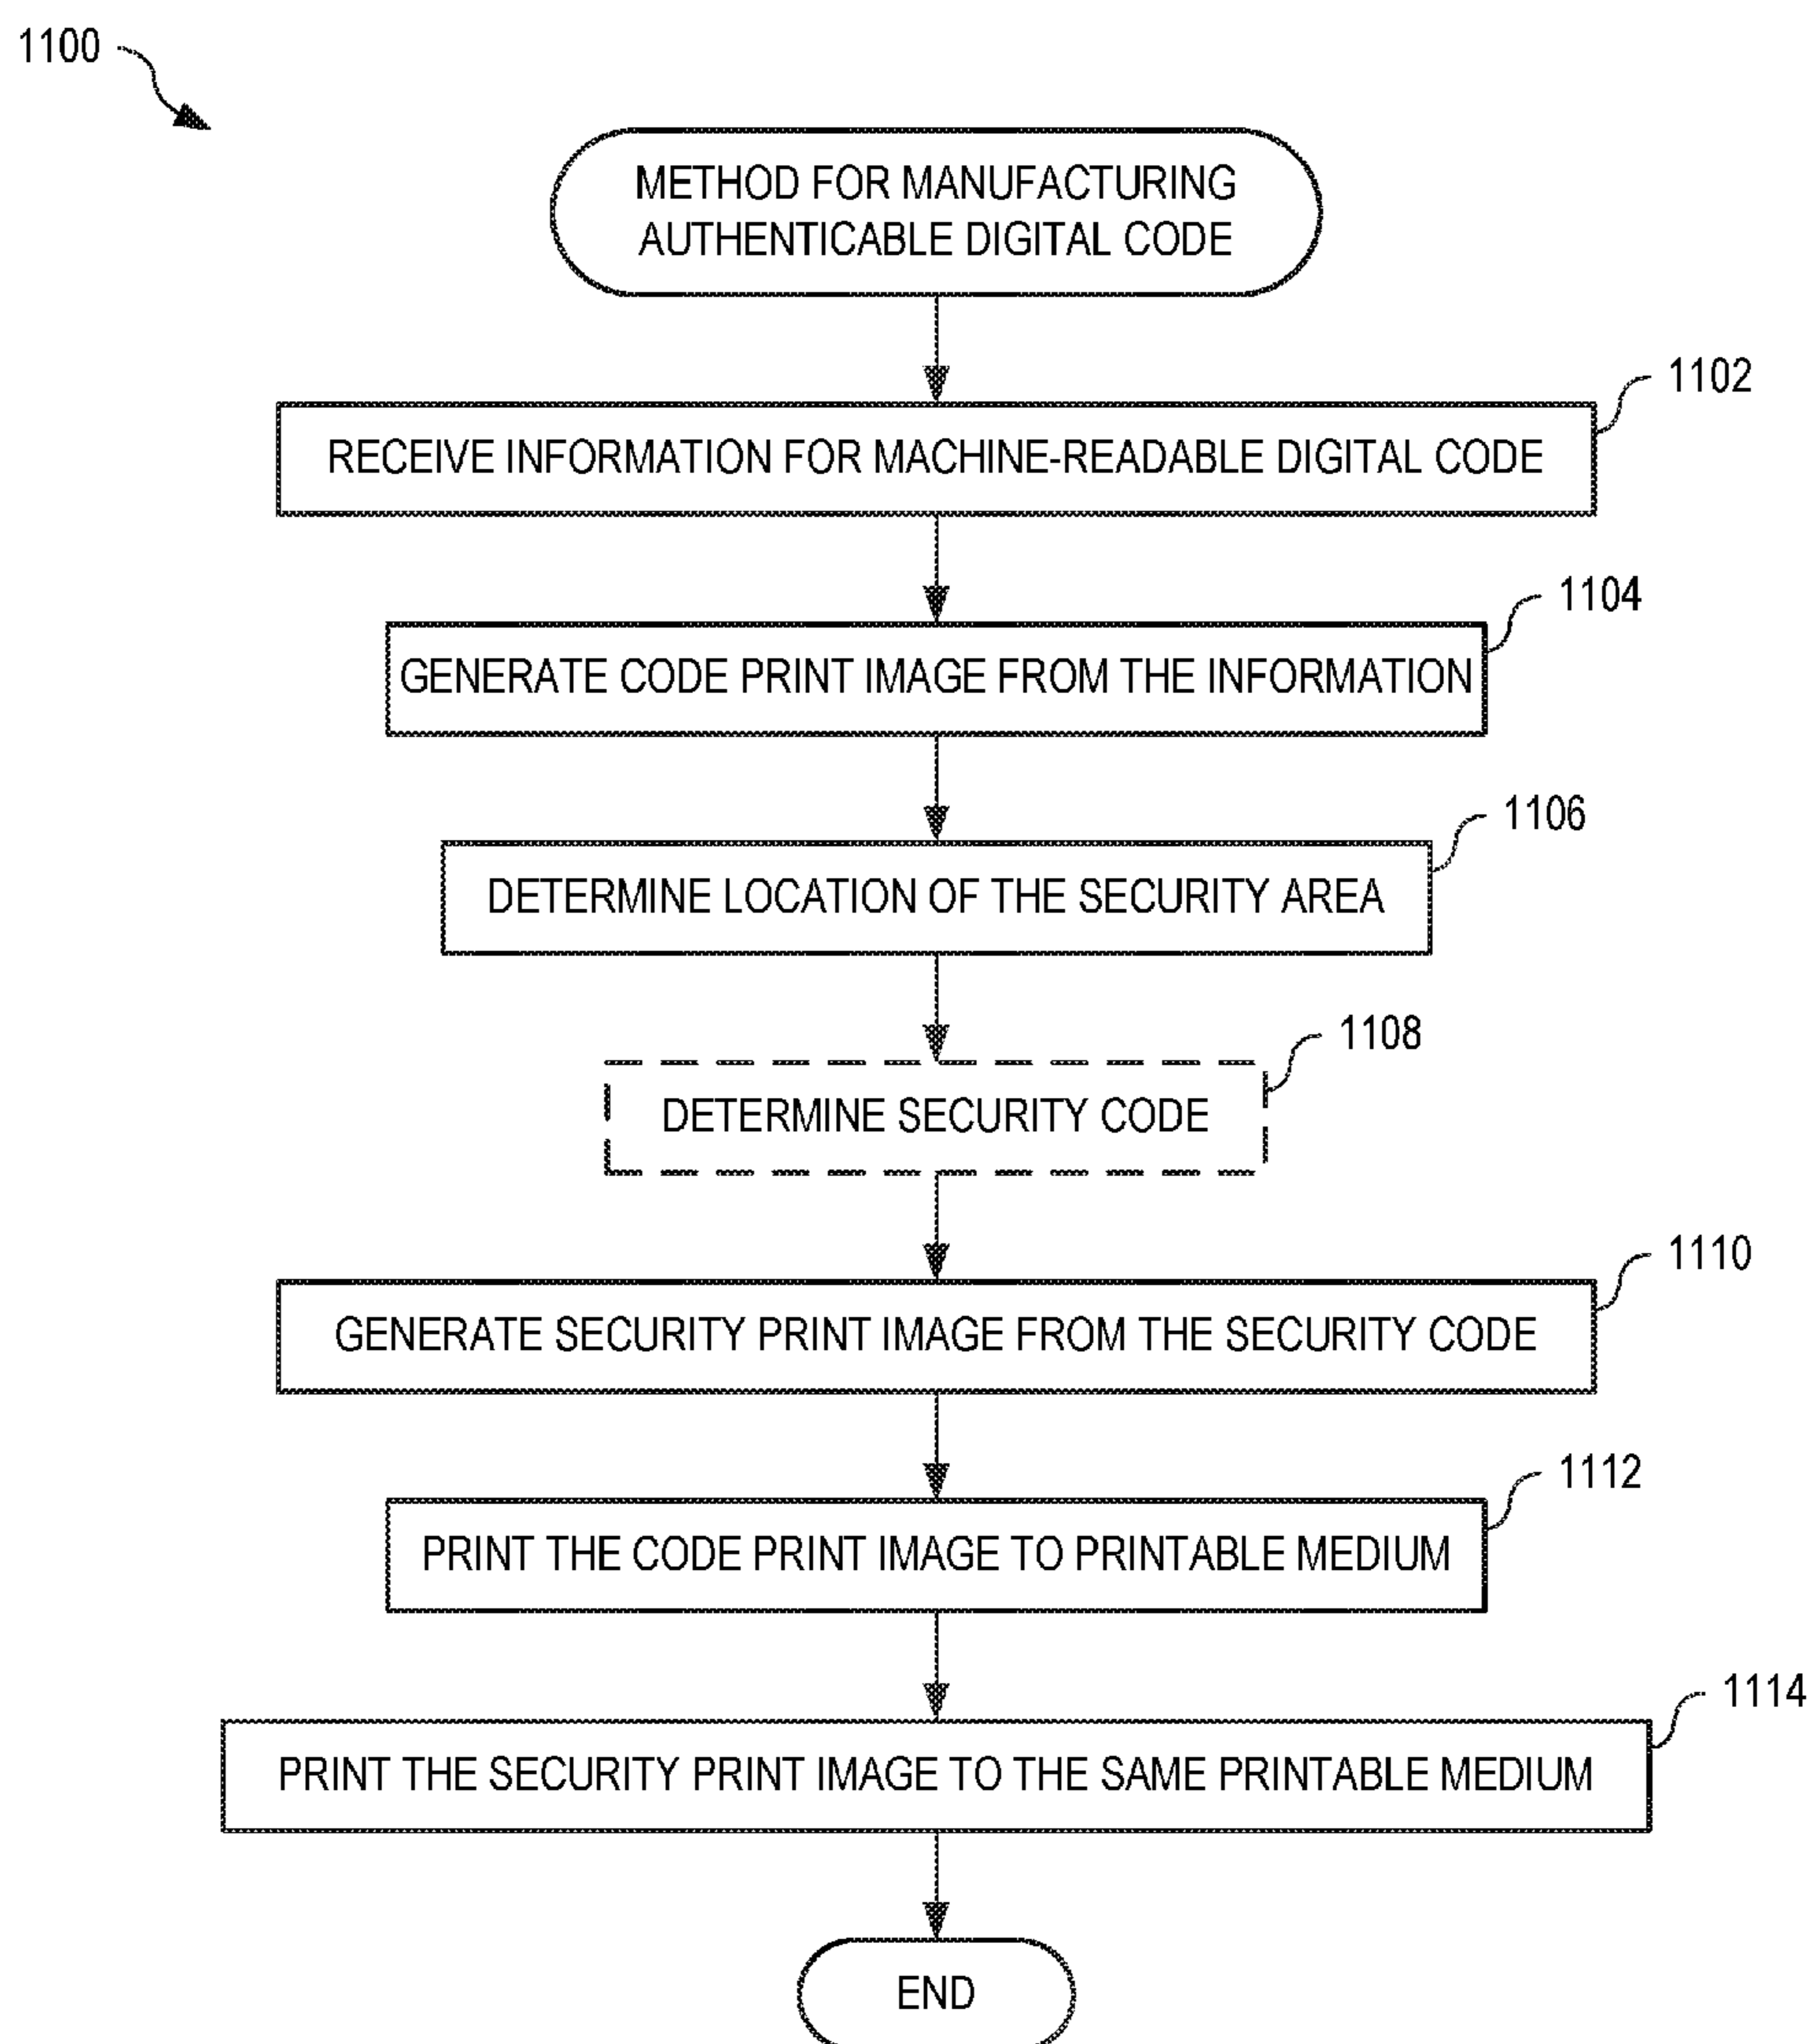 1100
METHOD FOR MANUFACTURING
AUTHENTICABLE DIGITAL CODE
1102
RECEIVE INFORMATION FOR MACHINE-READABLE DIGITAL CODE
1104
GENERATE CODE PRINT IMAGE FROM THE INFORMATION
1106
DETERMINE LOCATION OF THE SECURITY AREA
1108
DETERMINE SECURITY CODE
1110
GENERATE SECURITY PRINT IMAGE FROM THE SECURITY CODE
1112
PRINT THE CODE PRINT IMAGE TO PRINTABLE MEDIUM
1114
PRINT THE SECURITY PRINT IMAGE TO THE SAME PRINTABLE MEDIUM
END